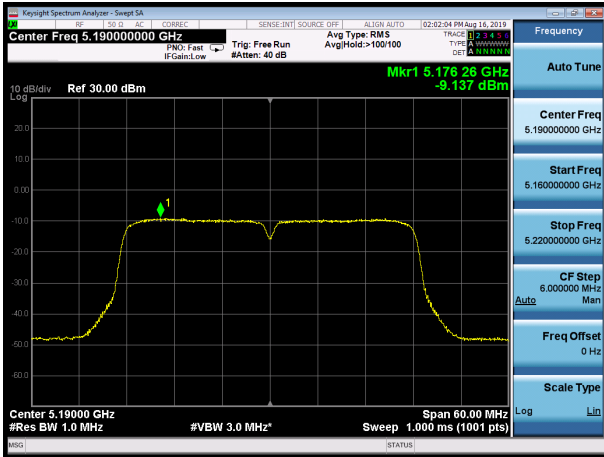 Keysight Spectrum Analyzer - Swept SA
RF 50 Ω AC CORREC SENSE:INT SOURCE OFF ALIGN AUTO 02:02:04 PM Aug 16, 2019
Center Freq 5.190000000 GHz
PNO: Fast
IFGain:Low
Trig: Free Run
#Atten: 40 dB
Avg Type: RMS
Avg|Hold:>100/100
TRACE 1 2 3 4 5 6
TYPE A WWWWW
DET A N N N N N
Mkr1 5.176 26 GHz
-9.137 dBm
10 dB/div
Log
Ref 30.00 dBm
20.0
10.0
0.00
-10.0
-20.0
-30.0
-40.0
-50.0
-60.0
1
Center 5.19000 GHz
Span 60.00 MHz
#Res BW 1.0 MHz
#VBW 3.0 MHz*
Sweep 1.000 ms (1001 pts)
MSG
STATUS
Frequency
Auto Tune
Center Freq
5.190000000 GHz
Start Freq
5.160000000 GHz
Stop Freq
5.220000000 GHz
CF Step
6.000000 MHz
Auto Man
Freq Offset
0 Hz
Scale Type
Log Lin